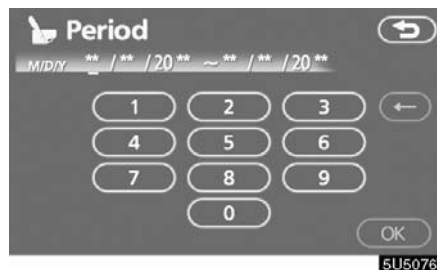 Period
M/D/Y ** / ** / 20 ** ~ ** / ** / 20 **
1 2 3 ←
4 5 6
7 8 9
0
OK
5U5076